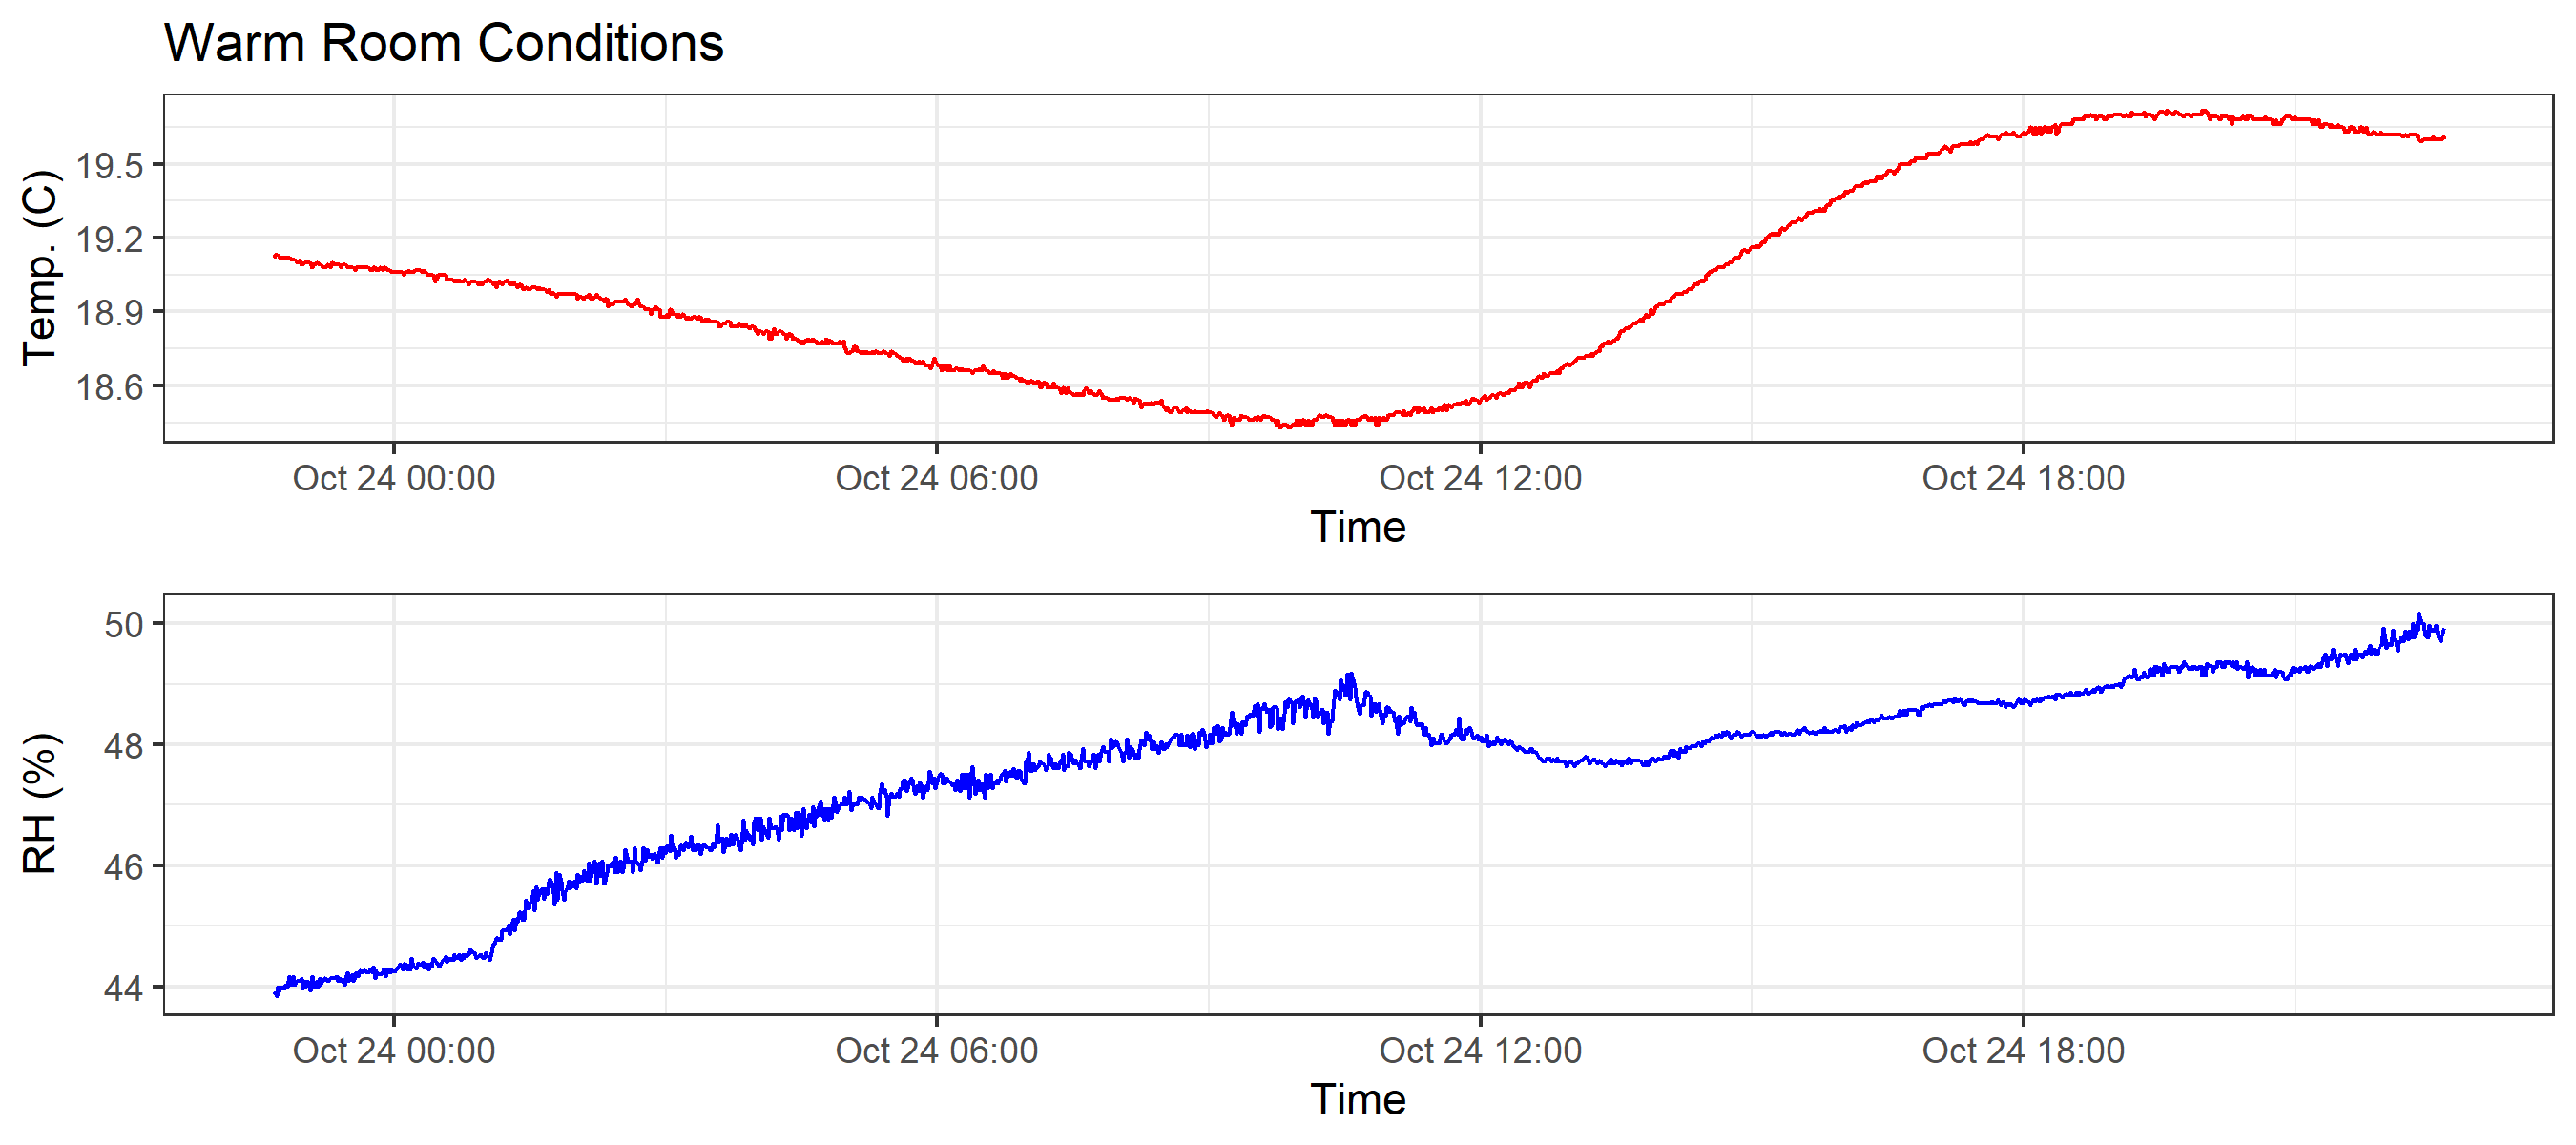 Warm Room Conditions
Temp. (C)
19.5
19.2
18.9
18.6
Oct 24 00:00 Oct 24 06:00 Oct 24 12:00 Oct 24 18:00
Time
RH (%)
50
48
46
44
Oct 24 00:00 Oct 24 06:00 Oct 24 12:00 Oct 24 18:00
Time